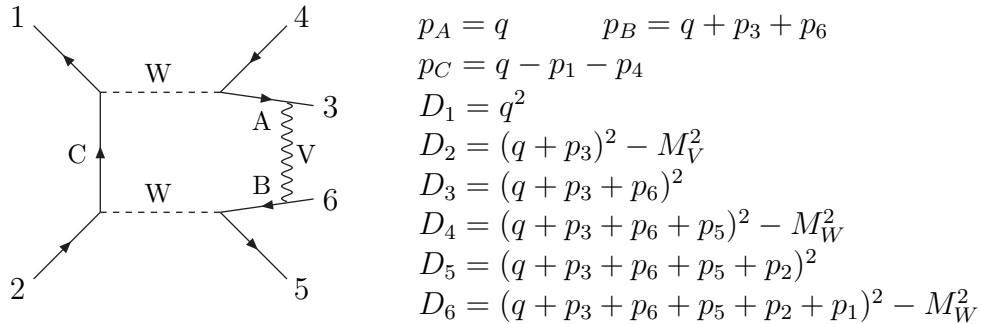 1
4
W
3
A
C
V
B
6
W
2
5
p_A = q    p_B = q + p_3 + p_6
p_C = q − p_1 − p_4
D_1 = q^2
D_2 = (q + p_3)^2 − M_V^2
D_3 = (q + p_3 + p_6)^2
D_4 = (q + p_3 + p_6 + p_5)^2 − M_W^2
D_5 = (q + p_3 + p_6 + p_5 + p_2)^2
D_6 = (q + p_3 + p_6 + p_5 + p_2 + p_1)^2 − M_W^2